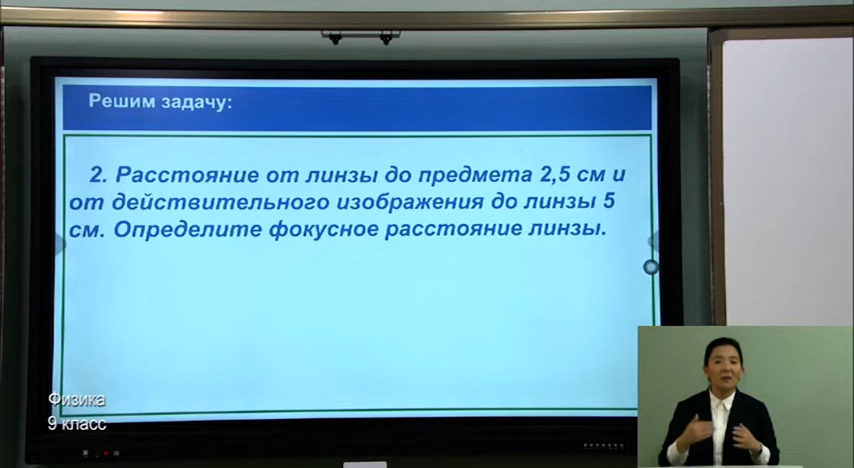 Решим задачу:
2. Расстояние от линзы до предмета 2,5 см и
от действительного изображения до линзы 5
см. Определите фокусное расстояние линзы.
Физика
9 класс